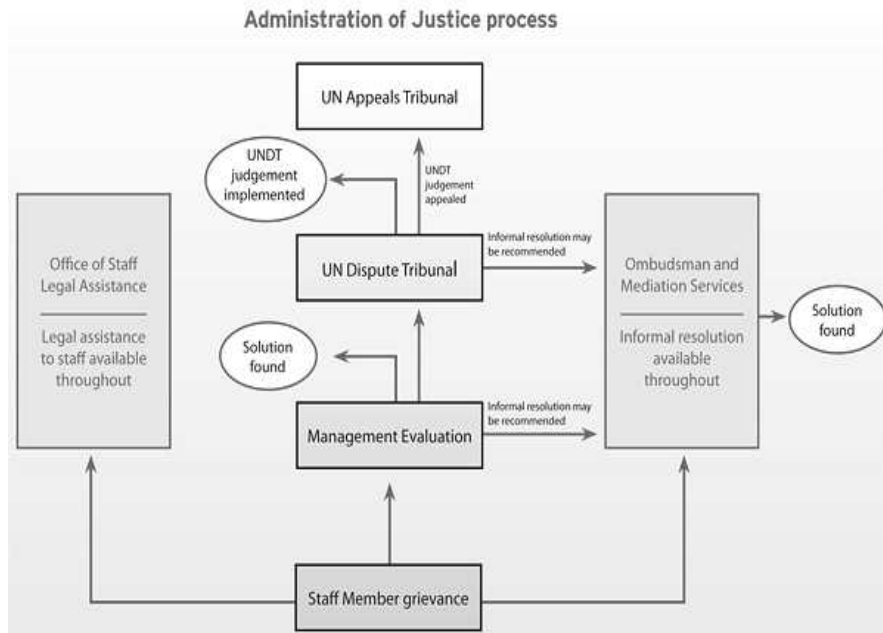 Administration of Justice process
UN Appeals Tribunal
UNDT
judgement
implemented
UNDT
judgement
appealed
Office of Staff
Legal Assistance
Legal assistance
to staff available
throughout
UN Dispute Tribunal
Informal resolution may
be recommended
Ombudsman and
Mediation Services
Informal resolution
available
throughout
Solution
found
Solution
found
Management Evaluation
Informal resolution may
be recommended
Staff Member grievance